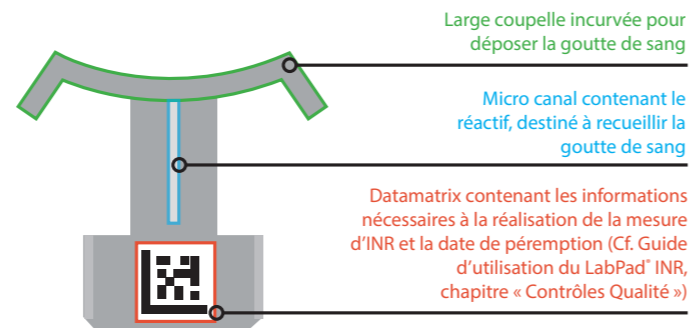 Large coupelle incurvée pour
déposer la goutte de sang
Micro canal contenant le
réactif, destiné à recueillir la
goutte de sang
Datamatrix contenant les informations
nécessaires à la réalisation de la mesure
d’INR et la date de péremption (Cf. Guide
d’utilisation du LabPad® INR,
chapitre « Contrôles Qualité »)